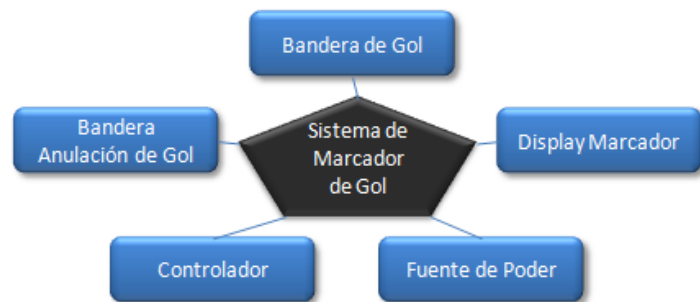 Bandera de Gol
Bandera
Anulación de Gol
Sistema de
Marcador
de Gol
Display Marcador
Controlador
Fuente de Poder